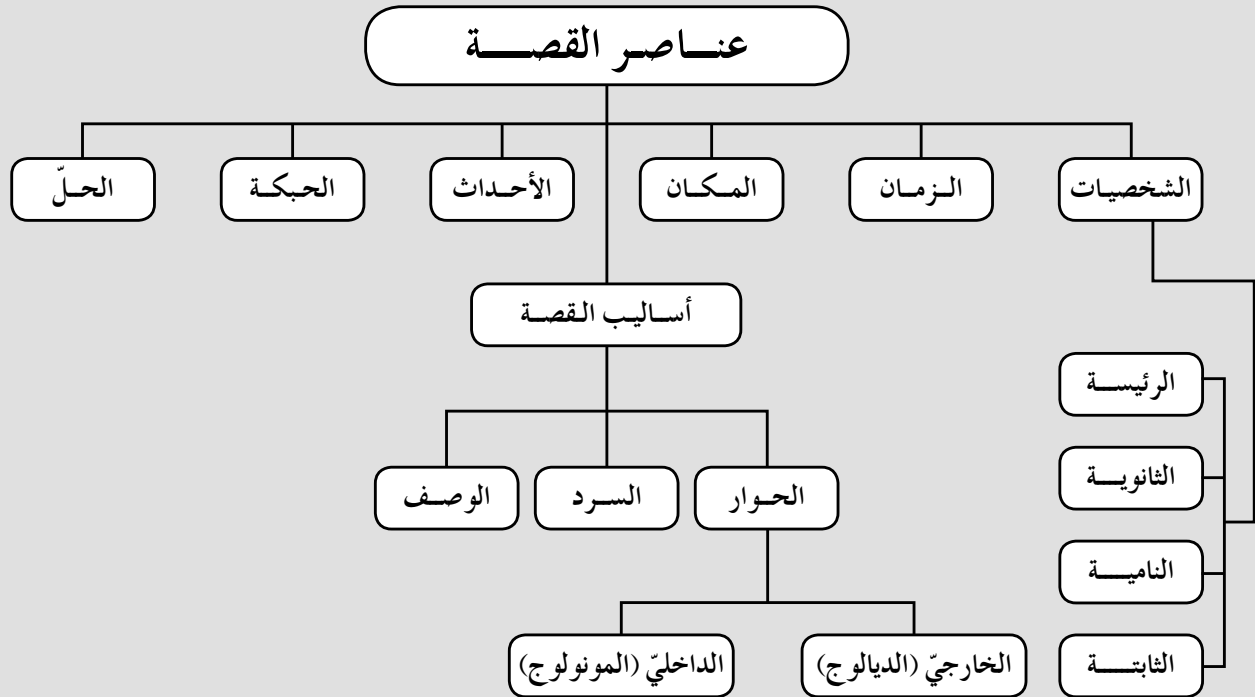 عناصر القصة
الشخصيات
الزمان
المكان
الأحداث
الحبكة
الحلّ
أساليب القصة
الرئيسة
الثانوية
النامية
الثابتة
الحوار
السرد
الوصف
الخارجيّ (الديالوج)
الداخليّ (المونولوج)